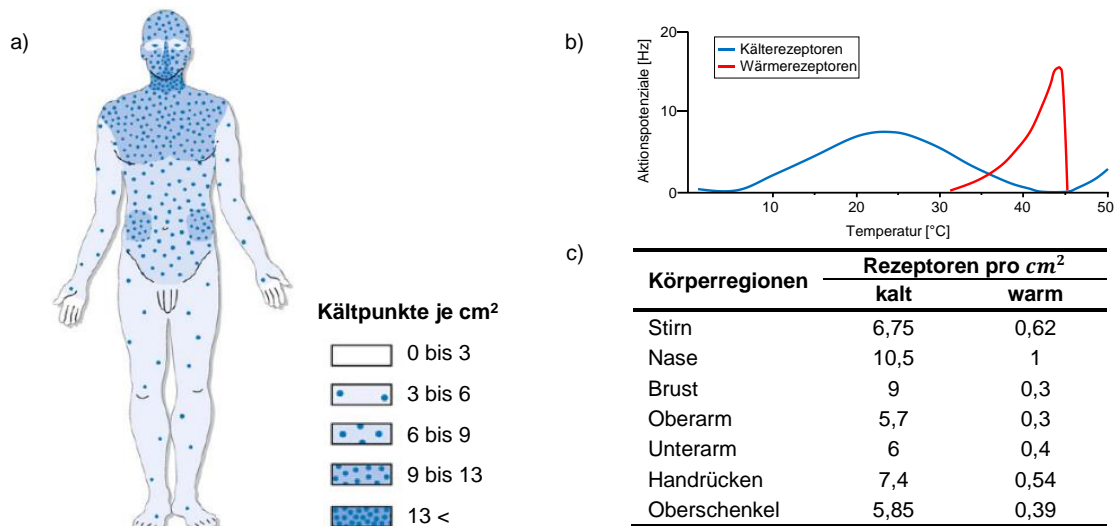 a)
Kältpunkte je cm²
0 bis 3
3 bis 6
6 bis 9
9 bis 13
13 <
b)
20
10
0
Aktionspotenziale [Hz]
Kälterezeptoren
Wärmerezeptoren
10 20 30 40 50
Temperatur [°C]
c)
Körperregionen Rezeptoren pro cm²
kalt warm
Stirn 6,75 0,62
Nase 10,5 1
Brust 9 0,3
Oberarm 5,7 0,3
Unterarm 6 0,4
Handrücken 7,4 0,54
Oberschenkel 5,85 0,39